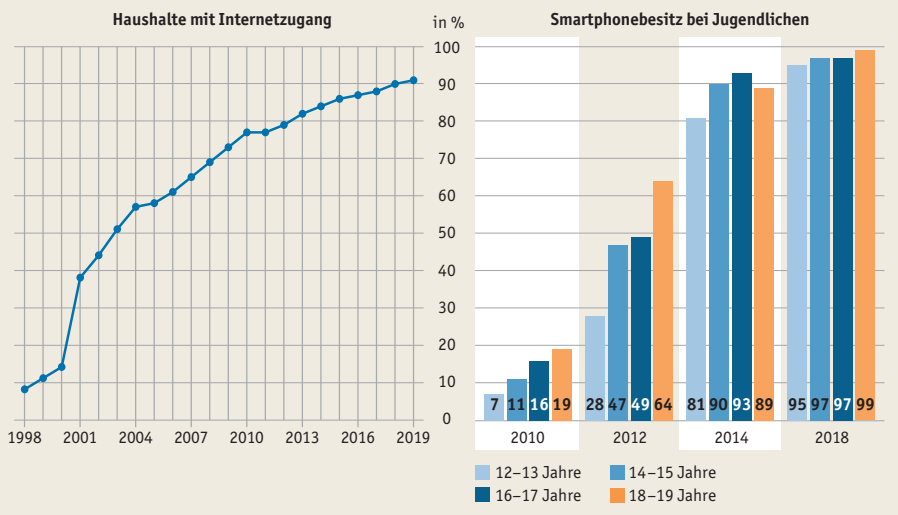 Haushalte mit Internetzugang
in %
Smartphonebesitz bei Jugendlichen
100
90
80
70
60
50
40
30
20
10
0
1998 2001 2004 2007 2010 2013 2016 2019
7 11 16 19 28 47 49 64 81 90 93 89 95 97 97 99
2010 2012 2014 2018
12–13 Jahre 14–15 Jahre
16–17 Jahre 18–19 Jahre